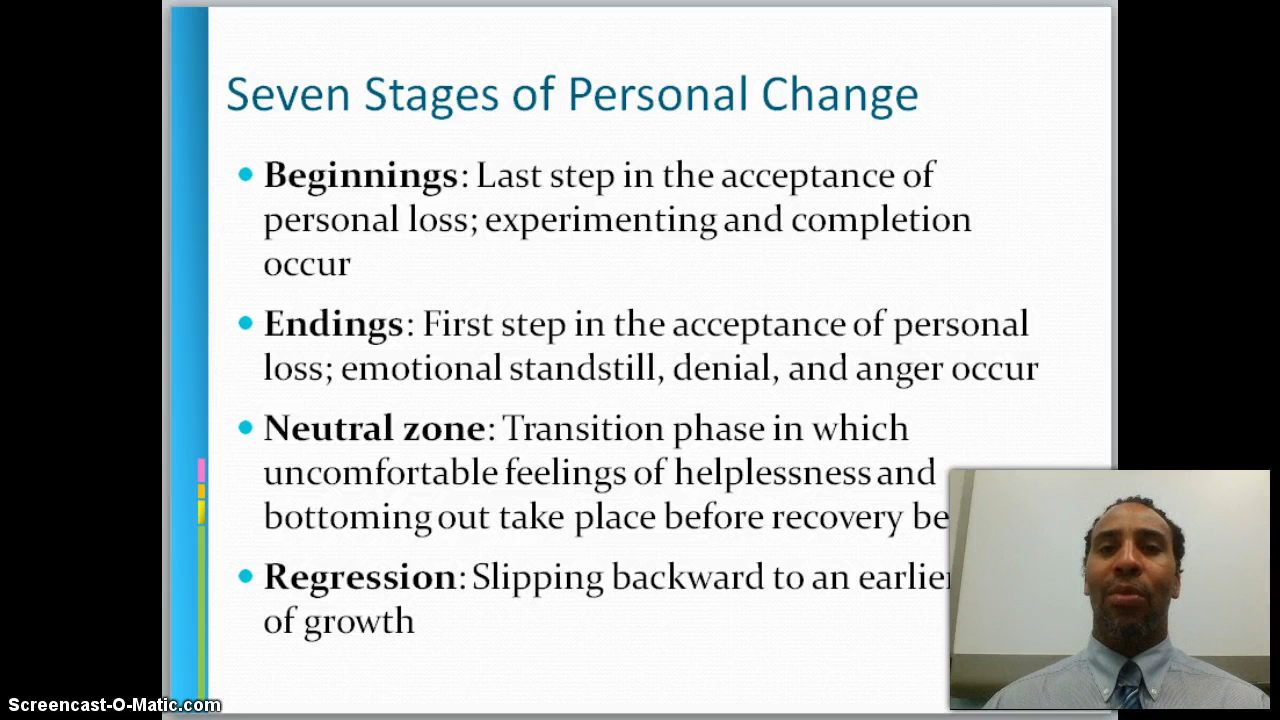 Seven Stages of Personal Change
Beginnings: Last step in the acceptance of
personal loss; experimenting and completion
occur
Endings: First step in the acceptance of personal
loss; emotional standstill, denial, and anger occur
Neutral zone: Transition phase in which
uncomfortable feelings of helplessness and
bottoming out take place before recovery
Regression: Slipping backward to an
of growth
Screencast-O-Matic.com